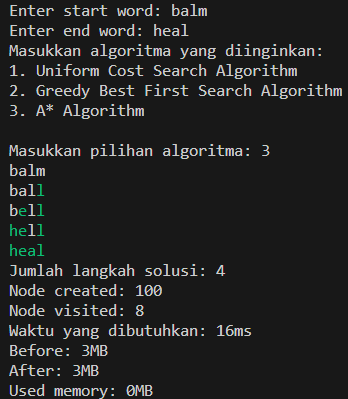 Enter start word: balm
Enter end word: heal
Masukkan algoritma yang diinginkan:
1. Uniform Cost Search Algorithm
2. Greedy Best First Search Algorithm
3. A* Algorithm
Masukkan pilihan algoritma: 3
balm
ball
bell
hell
heal
Jumlah langkah solusi: 4
Node created: 100
Node visited: 8
Waktu yang dibutuhkan: 16ms
Before: 3MB
After: 3MB
Used memory: 0MB